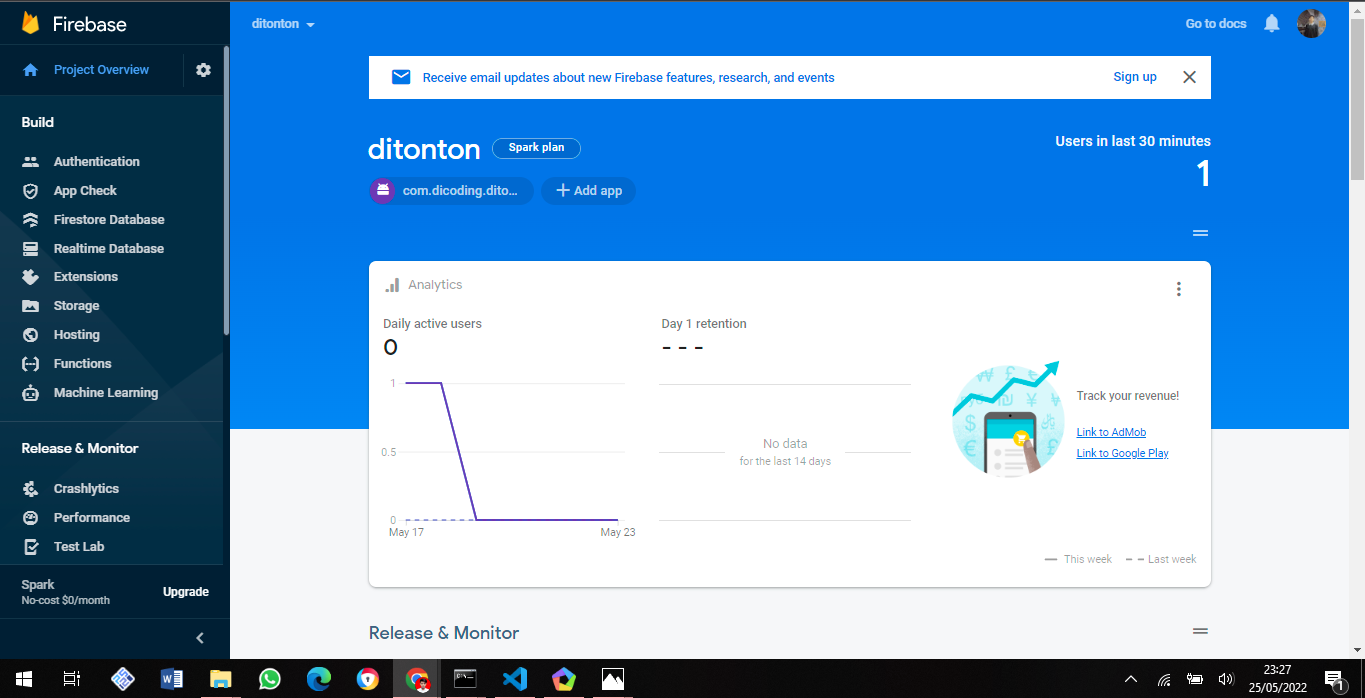 Firebase
Project Overview
Build
Authentication
App Check
Firestore Database
Realtime Database
Extensions
Storage
Hosting
Functions
Machine Learning
Release & Monitor
Crashlytics
Performance
Test Lab
Spark
No-cost $0/month
Upgrade
ditonton
Go to docs
Receive email updates about new Firebase features, research, and events
Sign up
ditonton
Spark plan
com.dicoding.dito...
Add app
Users in last 30 minutes
1
Analytics
Daily active users
0
1
0.5
0
May 17
May 23
Day 1 retention
- - -
No data
for the last 14 days
Track your revenue!
Link to AdMob
Link to Google Play
This week
Last week
Release & Monitor
23:27
25/05/2022
1